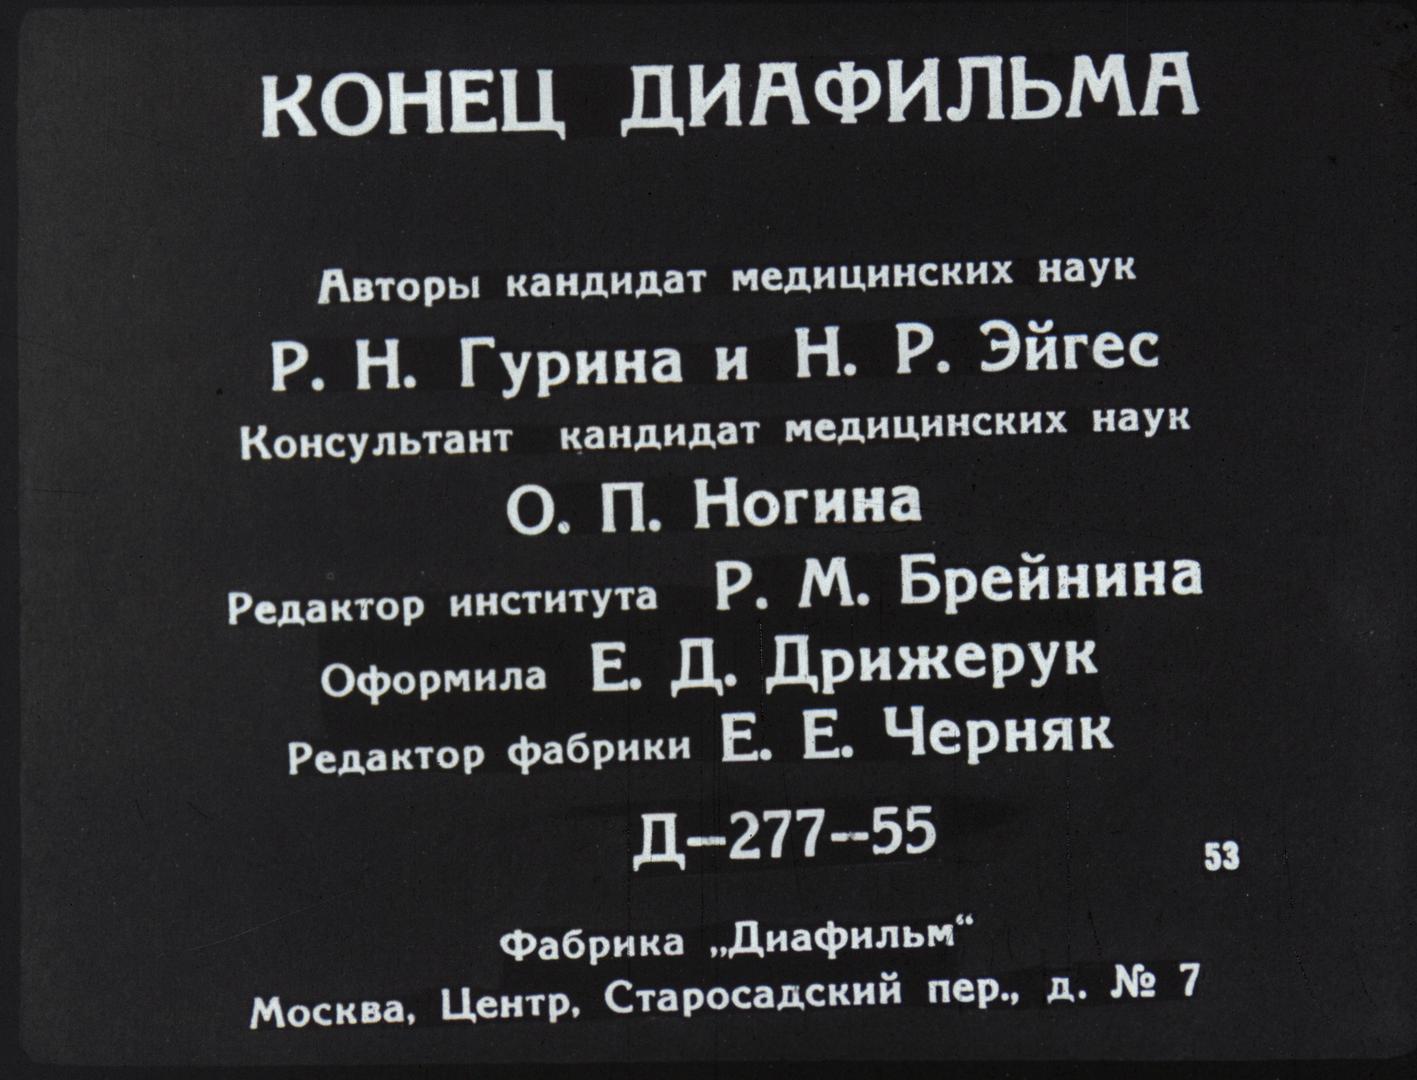 КОНЕЦ ДИАФИЛЬМА
Авторы кандидат медицинских наук
Р. Н. Гурина и Н. Р. Эйгес
Консультант кандидат медицинских наук
О. П. Ногина
Редактор института Р. М. Брейнина
Оформила Е. Д. Дрижерук
Редактор фабрики Е. Е. Черняк
Д—277—55
53
Фабрика „Диафильм“
Москва, Центр, Старосадский пер., д. № 7